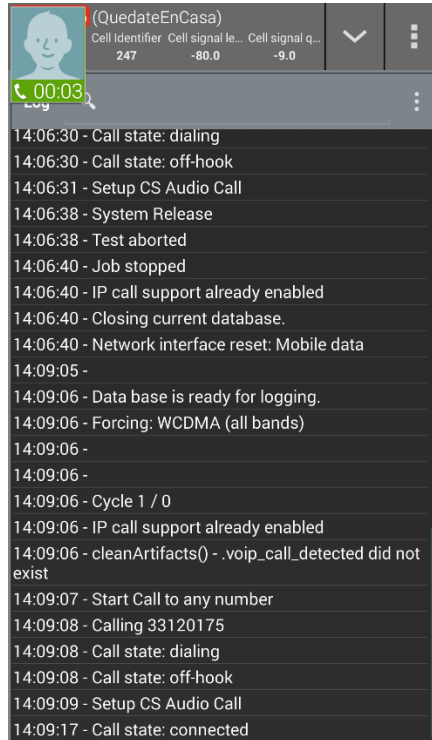 (QuedateEnCasa)
Cell Identifier Cell signal le... Cell signal q...
247 -80.0 -9.0
00:03
Log
14:06:30 - Call state: dialing
14:06:30 - Call state: off-hook
14:06:31 - Setup CS Audio Call
14:06:38 - System Release
14:06:38 - Test aborted
14:06:40 - Job stopped
14:06:40 - IP call support already enabled
14:06:40 - Closing current database.
14:06:40 - Network interface reset: Mobile data
14:09:05 -
14:09:06 - Data base is ready for logging.
14:09:06 - Forcing: WCDMA (all bands)
14:09:06 -
14:09:06 -
14:09:06 - Cycle 1 / 0
14:09:06 - IP call support already enabled
14:09:06 - cleanArtifacts() - .voip_call_detected did not
exist
14:09:07 - Start Call to any number
14:09:08 - Calling 33120175
14:09:08 - Call state: dialing
14:09:08 - Call state: off-hook
14:09:09 - Setup CS Audio Call
14:09:17 - Call state: connected